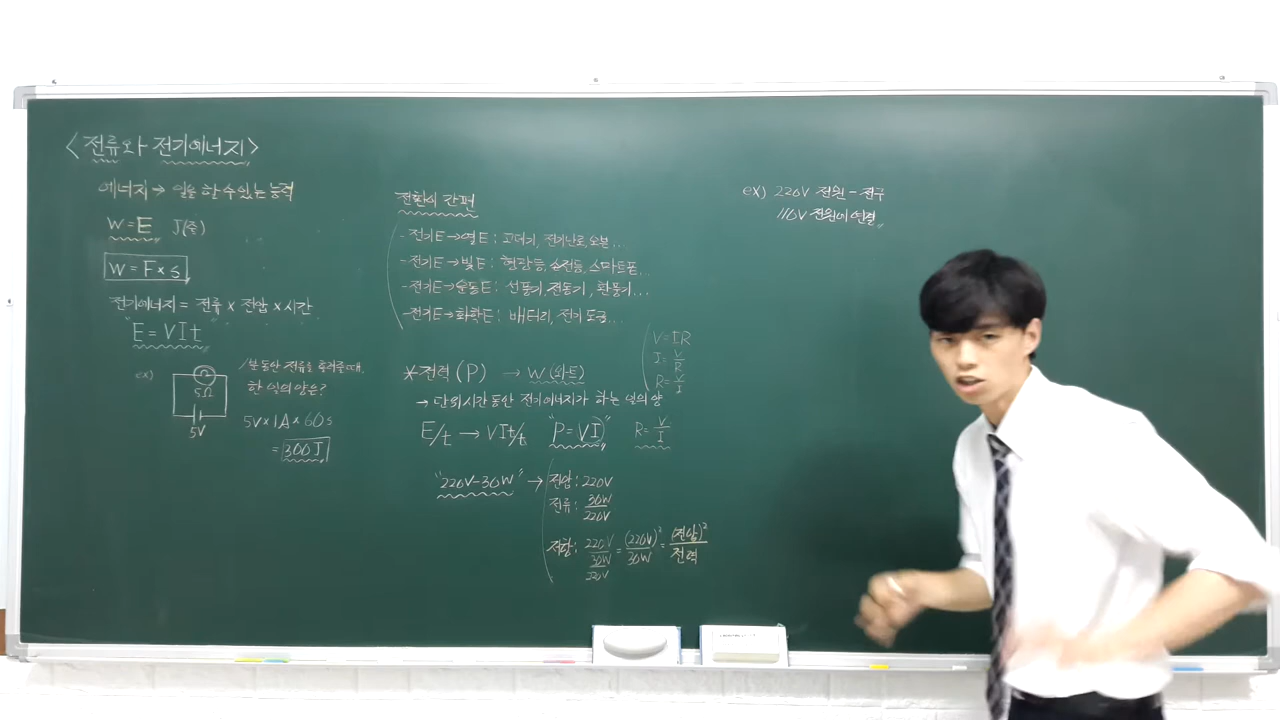 <전류와 전기에너지>
에너지 → 일을 할 수 있는 능력
W = E J(줄)
W = F × s
전기에너지 = 전류 × 전압 × 시간
"E = VIt"
ex)
5Ω
5V
1분동안 전류를 흘려줄 때,
한 일의 양은?
5V × 1A × 60s
= 300J
전환의 간편
- 전기E → 열E : 고데기, 전기난로, 오븐...
- 전기E → 빛E : 형광등, 손전등, 스마트폰...
- 전기E → 운동E : 선풍기, 전동기, 환풍기...
- 전기E → 화학E : 배터리, 전기 도금...
V = IR
I = V/R
R = V/I
* 전력 (P) → W (와트)
→ 단위시간 동안 전기에너지가 하는 일의 양
E/t → VIt/t "P = VI" R = V/I
"220V-30W" → 전압 : 220V
전류 : 30W/220V
저항 : 220V/(30W/220V) = (220V)²/30W = (전압)²/전력
ex) 220V 전원 - 전구
110V 전원에 연결